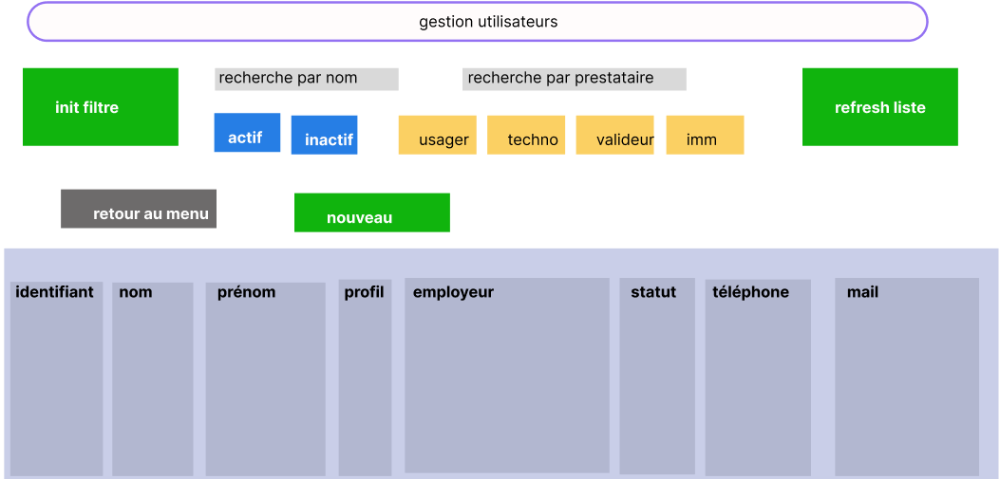 gestion utilisateurs
init filtre
recherche par nom
recherche par prestataire
refresh liste
actif
inactif
usager
techno
valideur
imm
retour au menu
nouveau
identifiant
nom
prénom
profil
employeur
statut
téléphone
mail